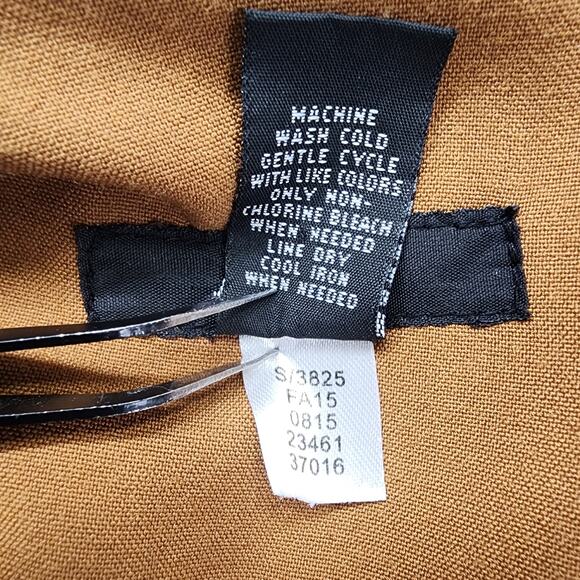 MACHINE
WASH COLD
GENTLE CYCLE
WITH LIKE COLORS
ONLY NON-
CHLORINE BLEACH
WHEN NEEDED
LINE DRY
COOL IRON
WHEN NEEDED
S/3825
FA15
0815
23461
37016